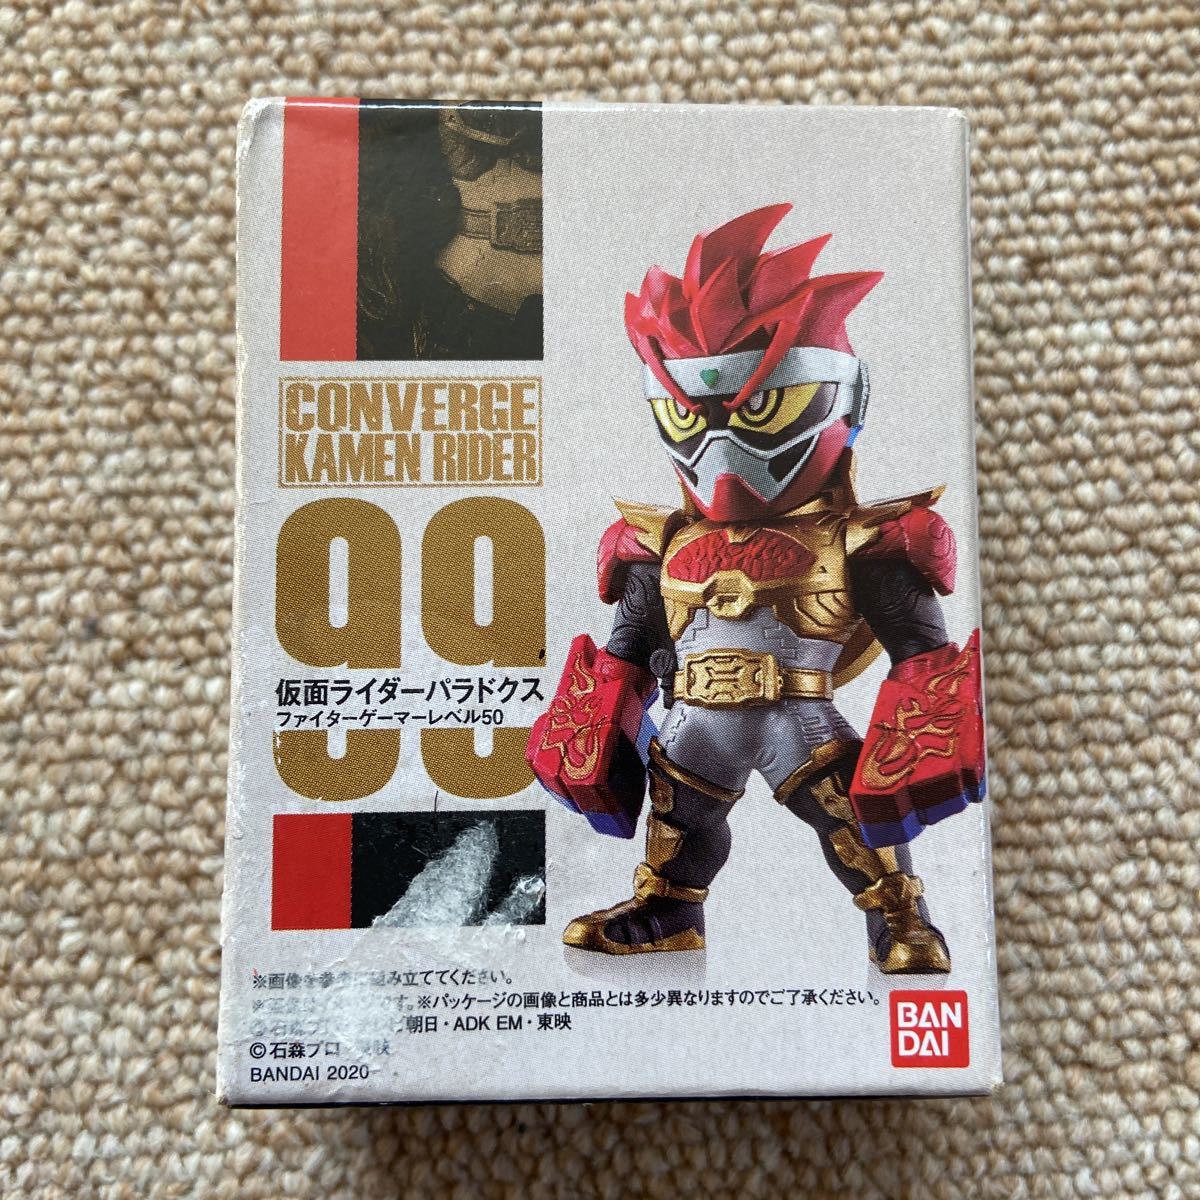 CONVERGE
KAMEN RIDER
99
仮面ライダーパラドクス
ファイターゲーマーレベル50
※画像を参考に組み立ててください。
※パッケージの画像と商品とは多少異なりますのでご了承ください。
朝日・ADK EM・東映
©石森プロ 東映
BANDAI 2020
BAN
DAI